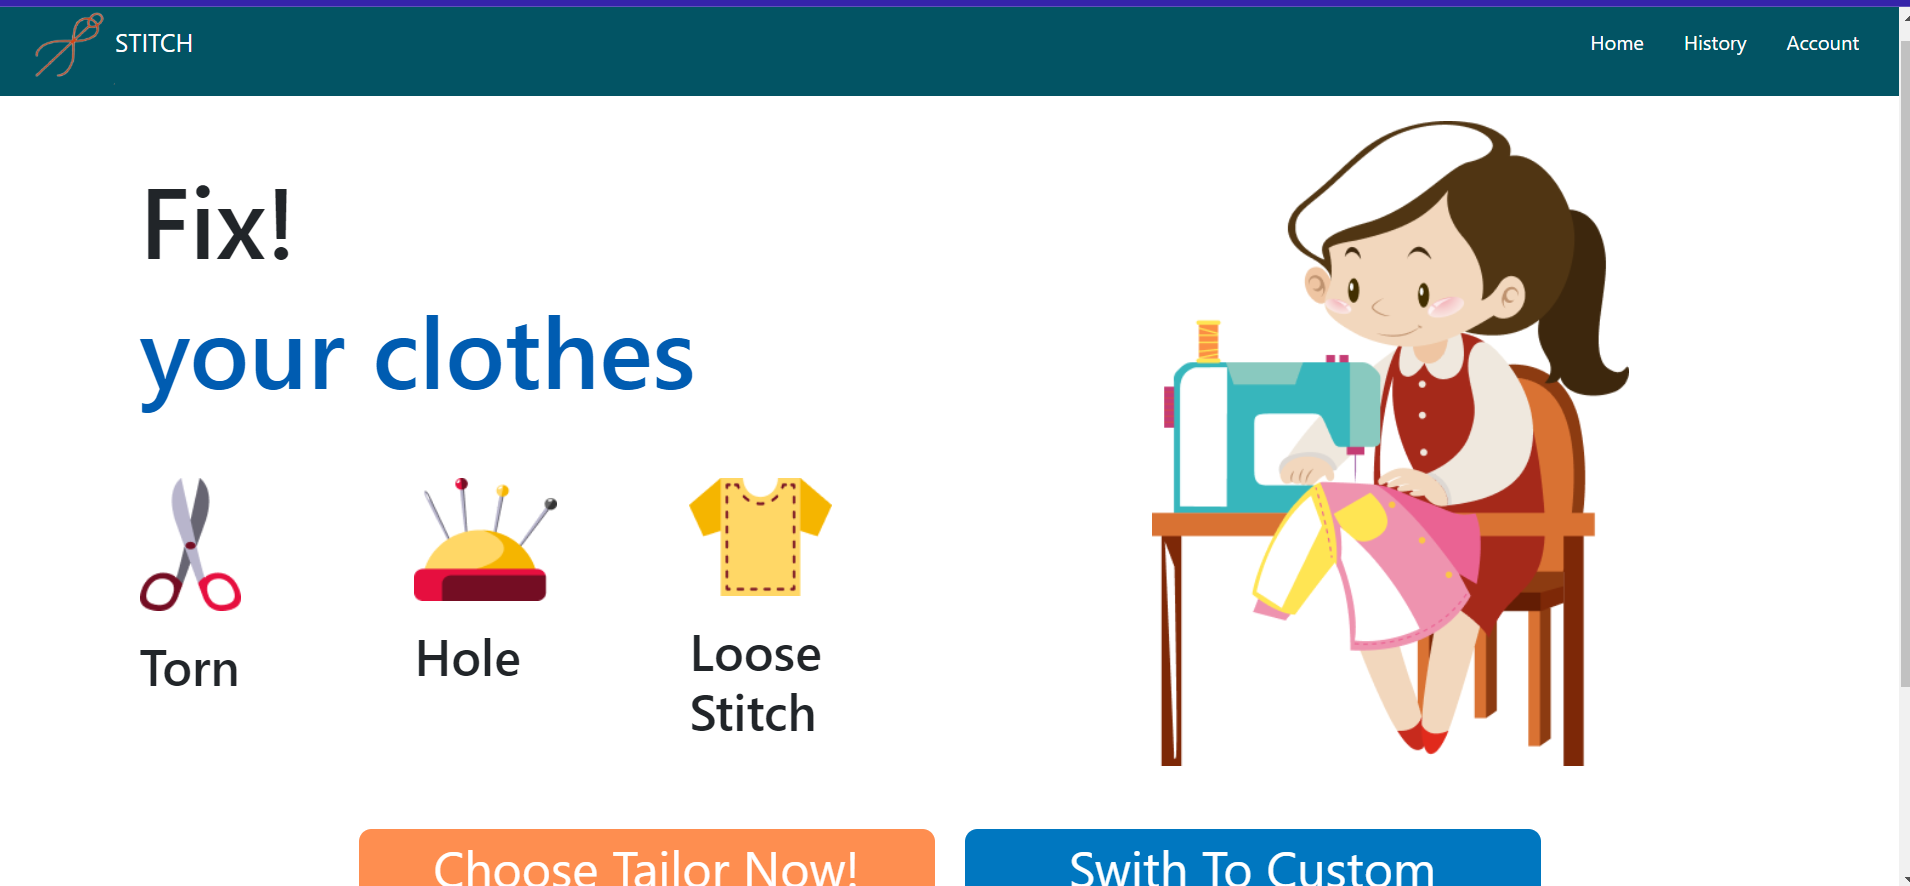 STITCH
Home
History
Account
Fix!
your clothes
Torn
Hole
Loose
Stitch
Choose Tailor Now!
Swith To Custom